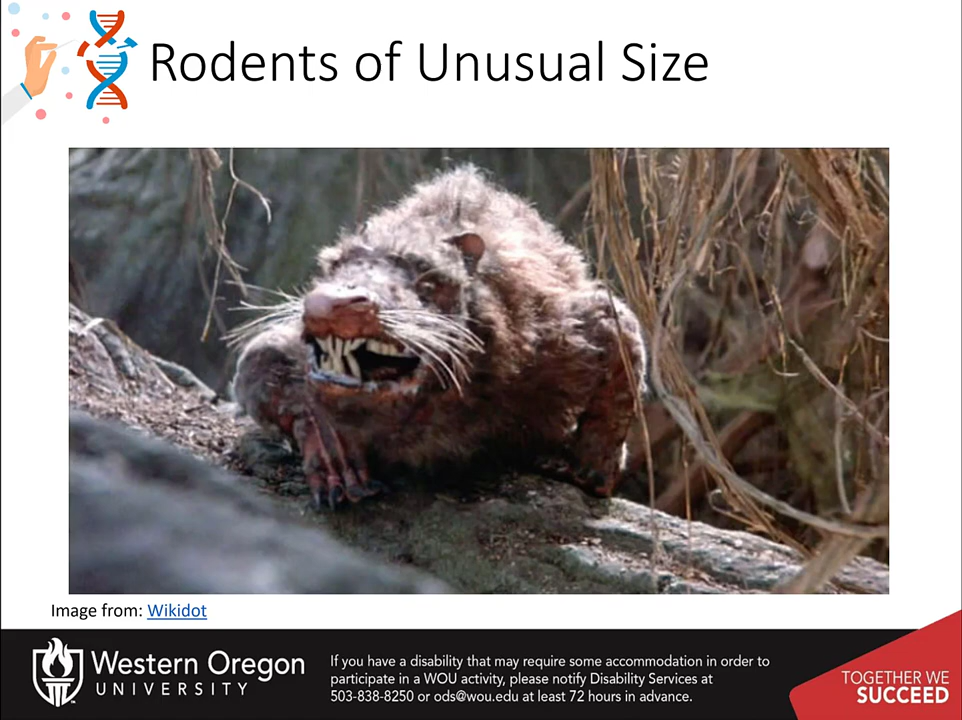 Rodents of Unusual Size
Image from: Wikidot
Western Oregon
UNIVERSITY
If you have a disability that may require some accommodation in order to
participate in a WOU activity, please notify Disability Services at
503-838-8250 or ods@wou.edu at least 72 hours in advance.
TOGETHER WE
SUCCEED